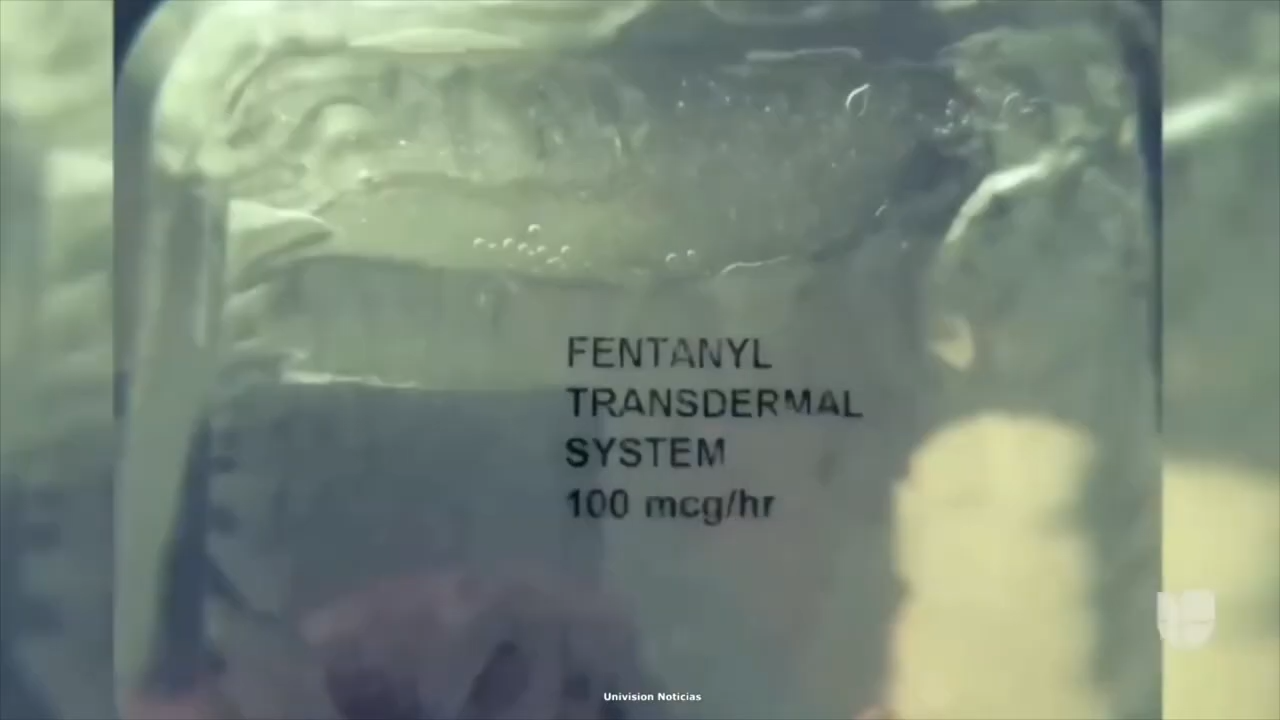 FENTANYL
TRANSDERMAL
SYSTEM
100 mcg/hr
Univision Noticias